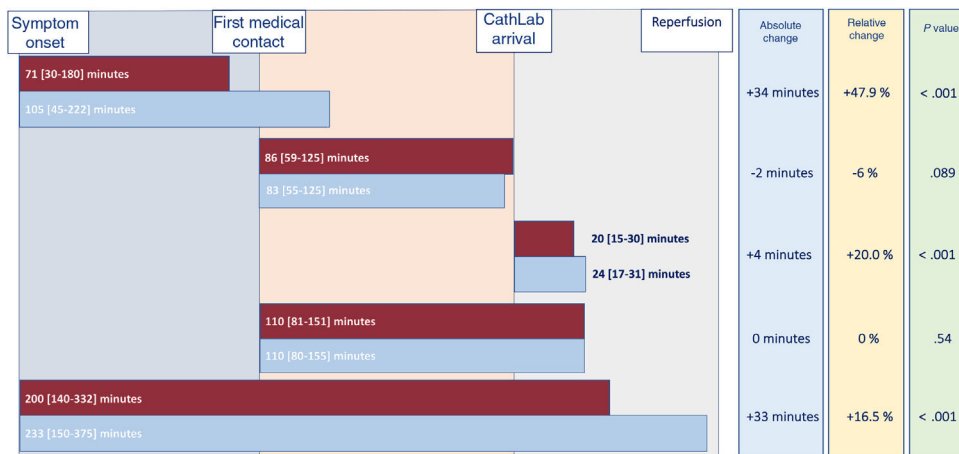 Symptom
onset
First medical
contact
CathLab
arrival
Reperfusion
Absolute
change
Relative
change
P value
71 [30-180] minutes
105 [45-222] minutes
+34 minutes
+47.9 %
< .001
86 [59-125] minutes
83 [55-125] minutes
-2 minutes
-6 %
.089
20 [15-30] minutes
24 [17-31] minutes
+4 minutes
+20.0 %
< .001
110 [81-151] minutes
110 [80-155] minutes
0 minutes
0 %
.54
200 [140-332] minutes
233 [150-375] minutes
+33 minutes
+16.5 %
< .001